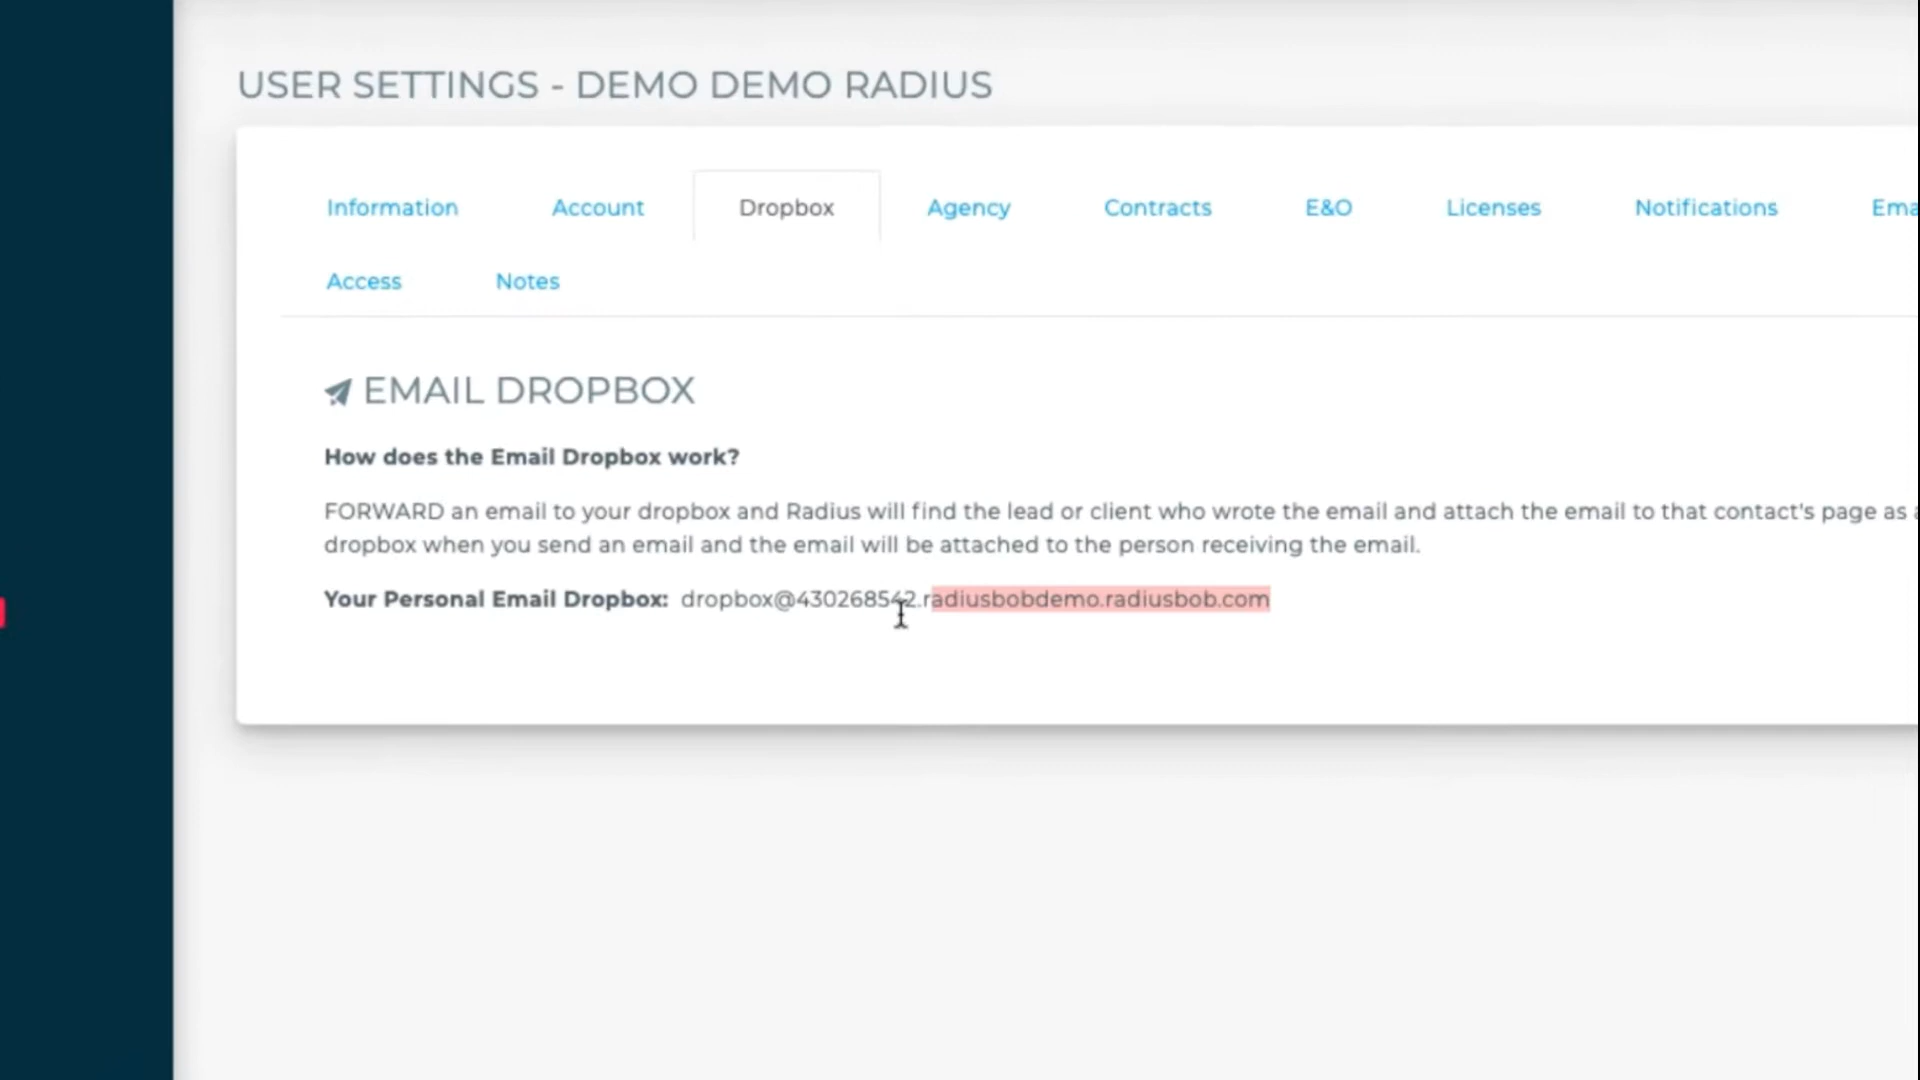 USER SETTINGS - DEMO DEMO RADIUS
Information Account Dropbox Agency Contracts E&O Licenses Notifications Ema
Access Notes
EMAIL DROPBOX
How does the Email Dropbox work?
FORWARD an email to your dropbox and Radius will find the lead or client who wrote the email and attach the email to that contact's page as a
dropbox when you send an email and the email will be attached to the person receiving the email.
Your Personal Email Dropbox: dropbox@430268542.radiusbobdemo.radiusbob.com